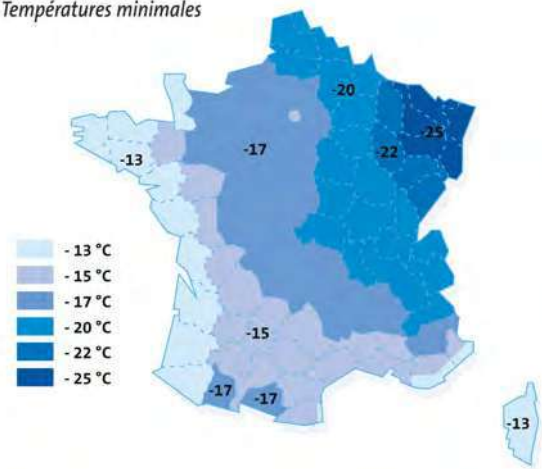 Températures minimales
-20
-25
-17
-22
-13
- 13 °C
- 15 °C
- 17 °C
- 20 °C
- 22 °C
- 25 °C
-15
-17
-17
-13